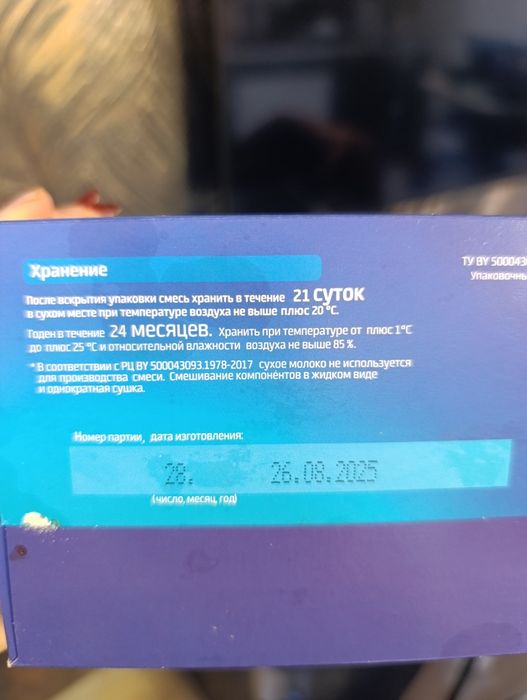 Хранение
ТУ BY 500043
Упаковочны
После вскрытия упаковки смесь хранить в течение 21 суток
в сухом месте при температуре воздуха не выше плюс 20 °С.
Годен в течение 24 месяцев. Хранить при температуре от плюс 1°С
до плюс 25 °С и относительной влажности воздуха не выше 85 %.
* В соответствии с РЦ BY 500043093.1978-2017 сухое молоко не используется
для производства смеси. Смешивание компонентов в жидком виде
и однократная сушка.
Номер партии, дата изготовления:
28. 26.08.2025
(число, месяц, год)